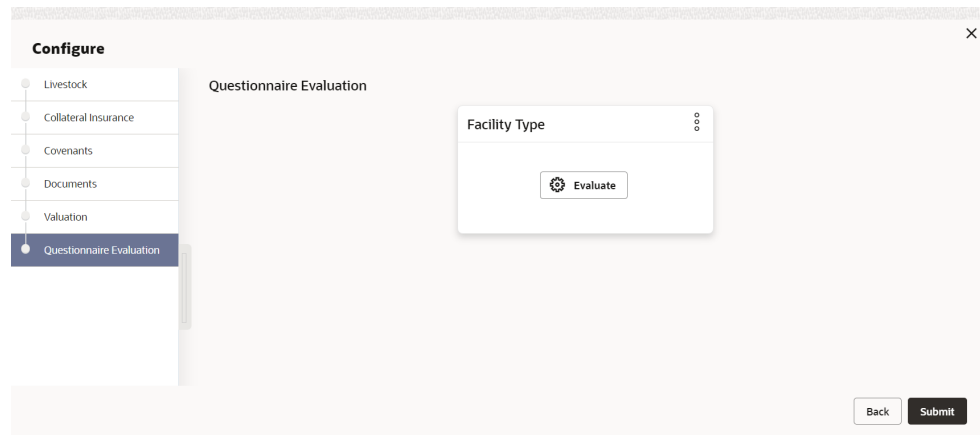 Configure
Livestock
Collateral Insurance
Covenants
Documents
Valuation
Questionnaire Evaluation
Questionnaire Evaluation
Facility Type
Evaluate
Back
Submit